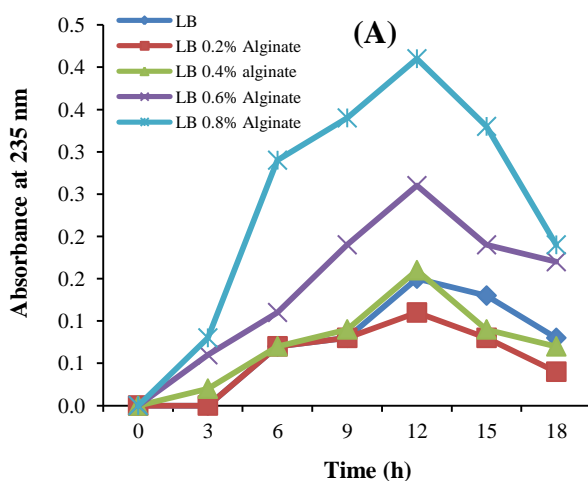 (A)
LB
LB 0.2% Alginate
LB 0.4% alginate
LB 0.6% Alginate
LB 0.8% Alginate
Absorbance at 235 nm
0.5
0.4
0.4
0.3
0.3
0.2
0.2
0.1
0.1
0.0
0 3 6 9 12 15 18
Time (h)